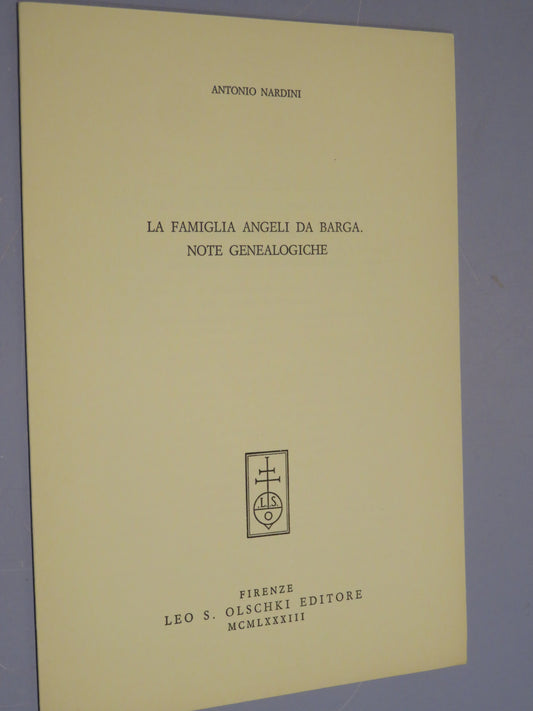 ANTONIO NARDINI
LA FAMIGLIA ANGELI DA BARGA.
NOTE GENEALOGICHE
L. S.
O
FIRENZE
LEO S. OLSCHKI EDITORE
MCMLXXXIII